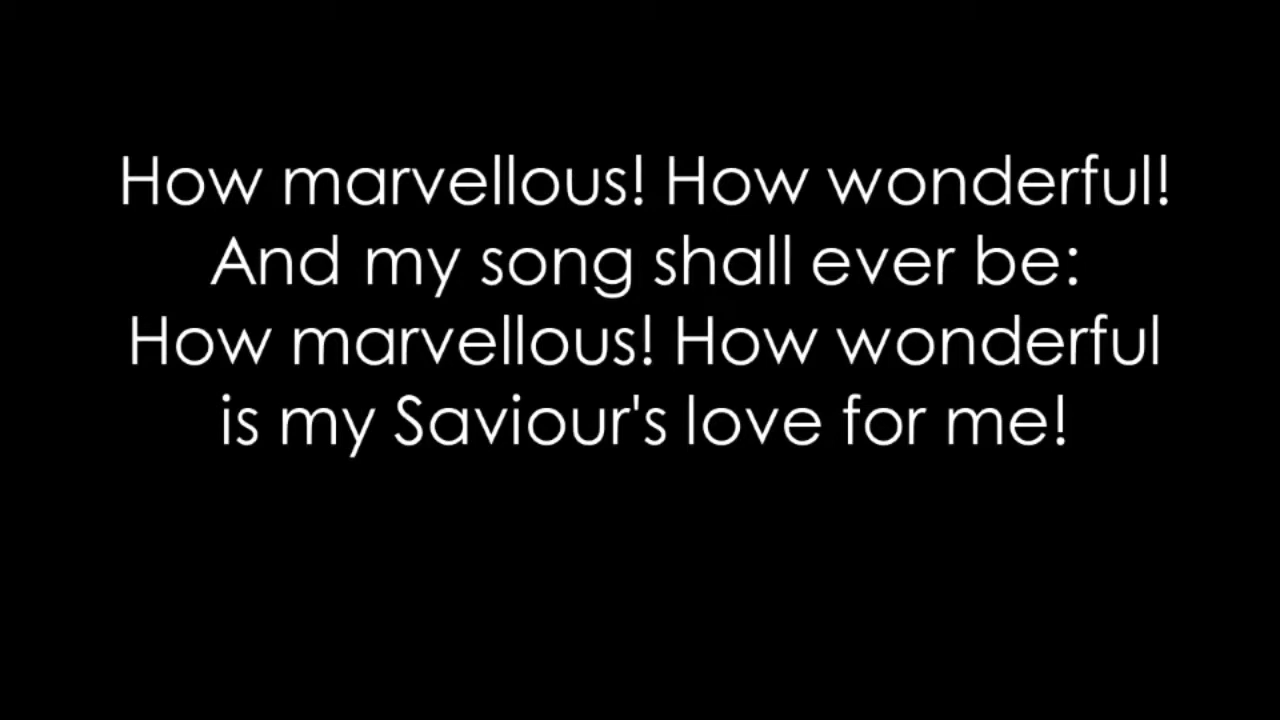 How marvellous! How wonderful!
And my song shall ever be:
How marvellous! How wonderful
is my Saviour's love for me!